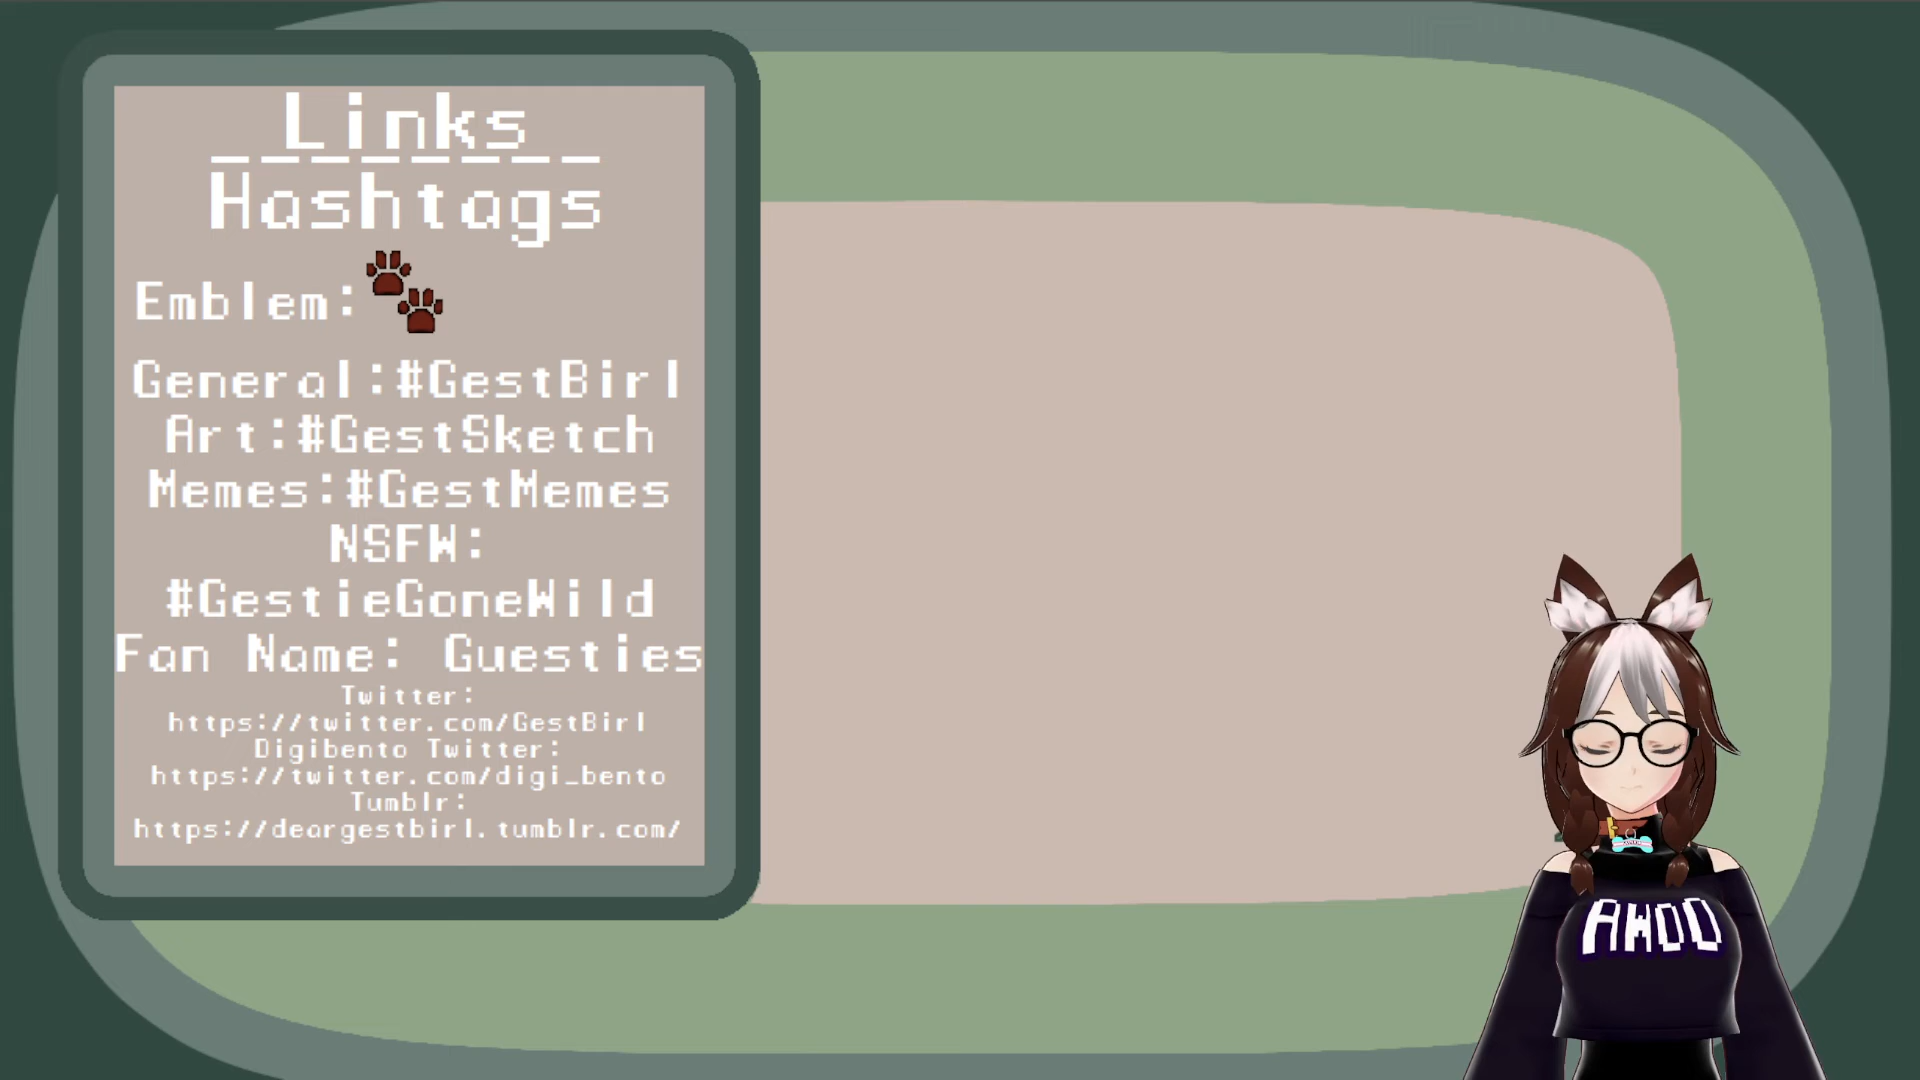 Links
Hashtags
Emblem:
General:#GestBirl
Art:#GestSketch
Memes:#GestMemes
NSFW:
#GestieGoneWild
Fan Name: Guesties
Twitter:
https://twitter.com/GestBirl
Digibento Twitter:
https://twitter.com/digi_bento
Tumblr:
https://deargestbirl.tumblr.com/
AWOO